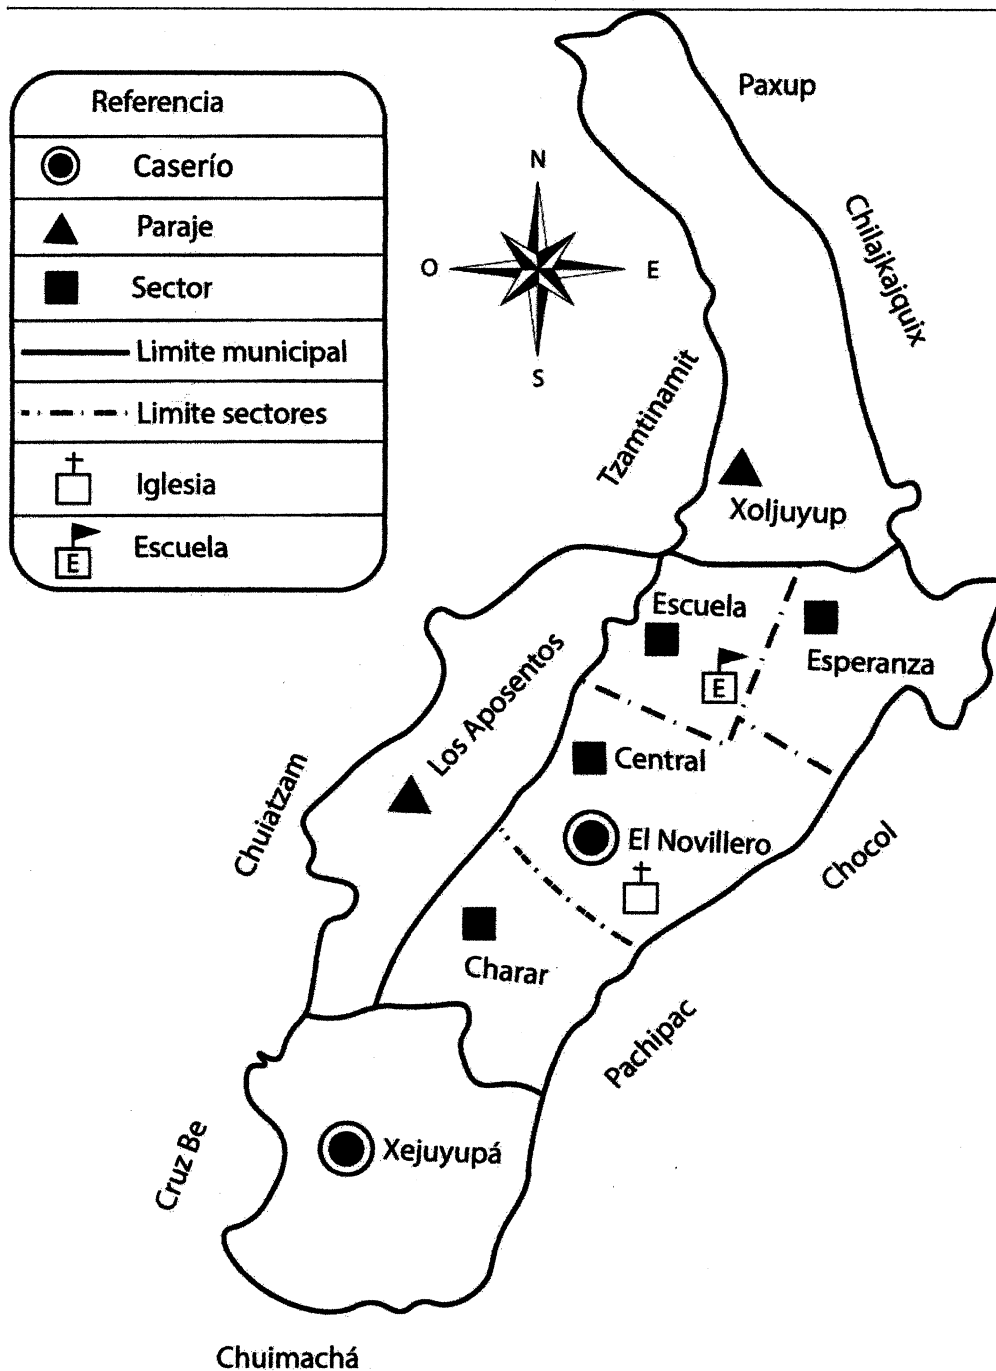 Referencia
Caserío
Paraje
Sector
Limite municipal
Limite sectores
Iglesia
E
Escuela
N
O
E
S
Paxup
Chilajkajquix
Tzamtinamit
Xoljuyup
Escuela
E
Esperanza
Los Aposentos
Central
Chuiatzam
El Novillero
Chocol
Charar
Pachipac
Cruz Be
Xejuyupá
Chuimachá